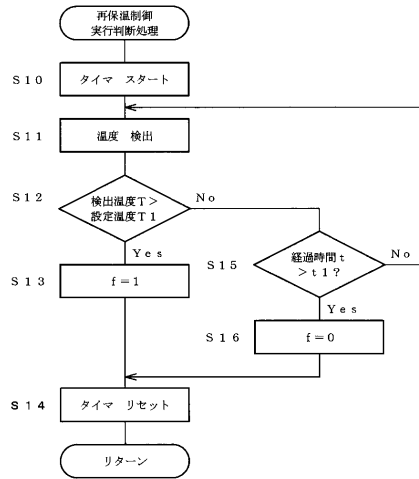 再保温制御
実行判断処理
S10
タイマ スタート
S11
温度 検出
S12
検出温度T>
設定温度T1
No
Yes
S15
経過時間t
>t1?
No
Yes
S13
f=1
S16
f=0
S14
タイマ リセット
リターン